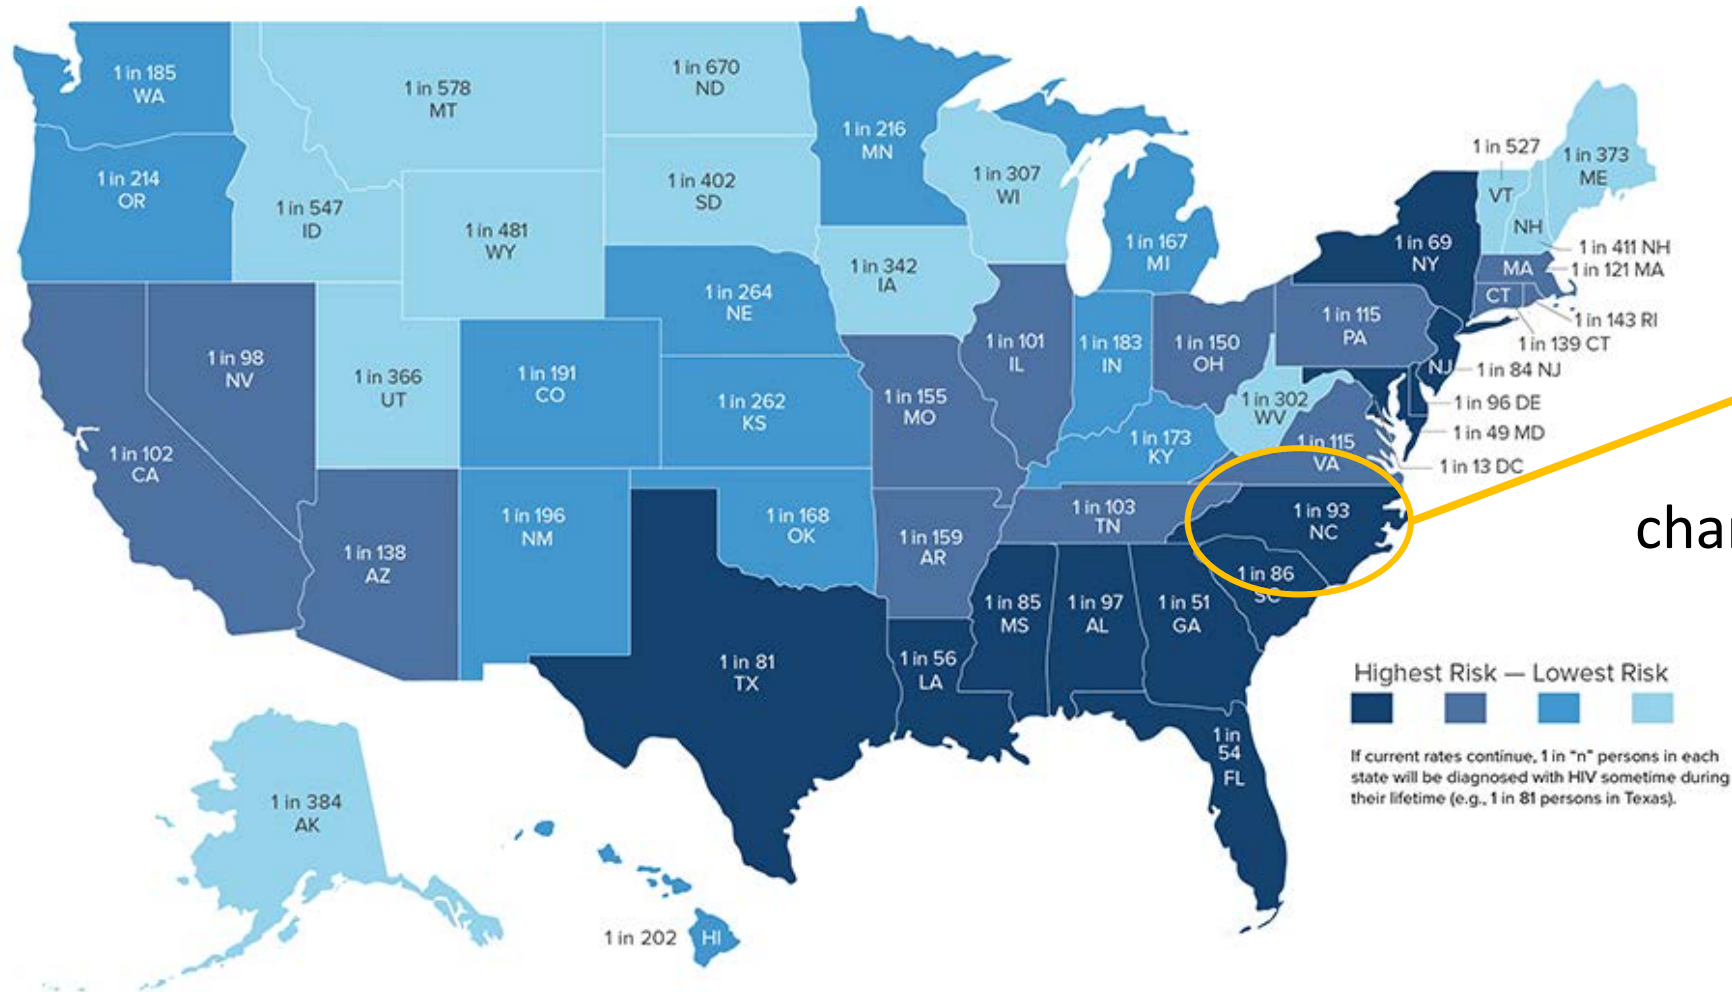 1 in 185
WA
1 in 578
MT
1 in 670
ND
1 in 216
MN
1 in 214
OR
1 in 547
ID
1 in 481
WY
1 in 402
SD
1 in 307
WI
1 in 167
MI
1 in 527
VT
1 in 373
ME
NH
1 in 411 NH
1 in 69
NY
MA
1 in 121 MA
CT
1 in 143 RI
1 in 139 CT
1 in 342
IA
1 in 264
NE
1 in 98
NV
1 in 366
UT
1 in 191
CO
1 in 262
KS
1 in 155
MO
1 in 101
IL
1 in 183
IN
1 in 150
OH
1 in 115
PA
NJ
1 in 84 NJ
1 in 96 DE
1 in 49 MD
1 in 13 DC
1 in 302
WV
1 in 115
VA
1 in 173
KY
1 in 102
CA
1 in 138
AZ
1 in 196
NM
1 in 168
OK
1 in 159
AR
1 in 103
TN
1 in 93
NC
1 in 86
SC
1 in 81
TX
1 in 56
LA
1 in 85
MS
1 in 97
AL
1 in 51
GA
1 in
54
FL
1 in 384
AK
1 in 202
HI
char
Highest Risk — Lowest Risk
If current rates continue, 1 in "n" persons in each
state will be diagnosed with HIV sometime during
their lifetime (e.g., 1 in 81 persons in Texas).